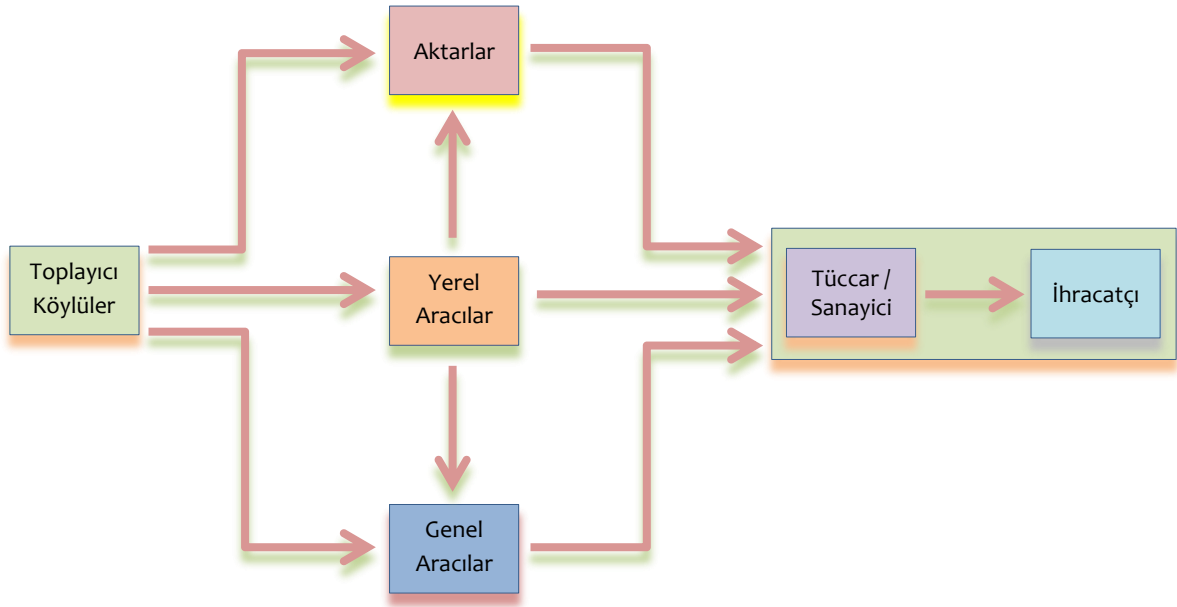 Aktarlar
Toplayıcı
Köylüler
Yerel
Aracılar
Tüccar /
Sanayici
İhracatçı
Genel
Aracılar